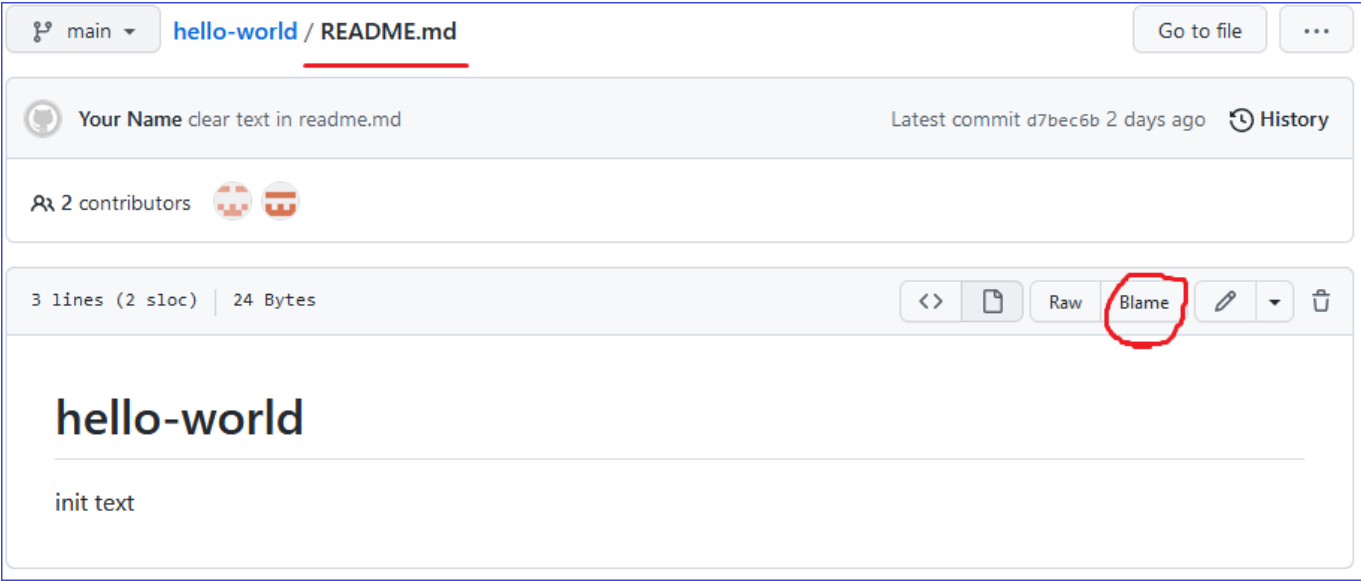 main hello-world / README.md Go to file ...
Your Name clear text in readme.md Latest commit d7bec6b 2 days ago History
2 contributors
3 lines (2 sloc) 24 Bytes <> Raw Blame
hello-world
init text